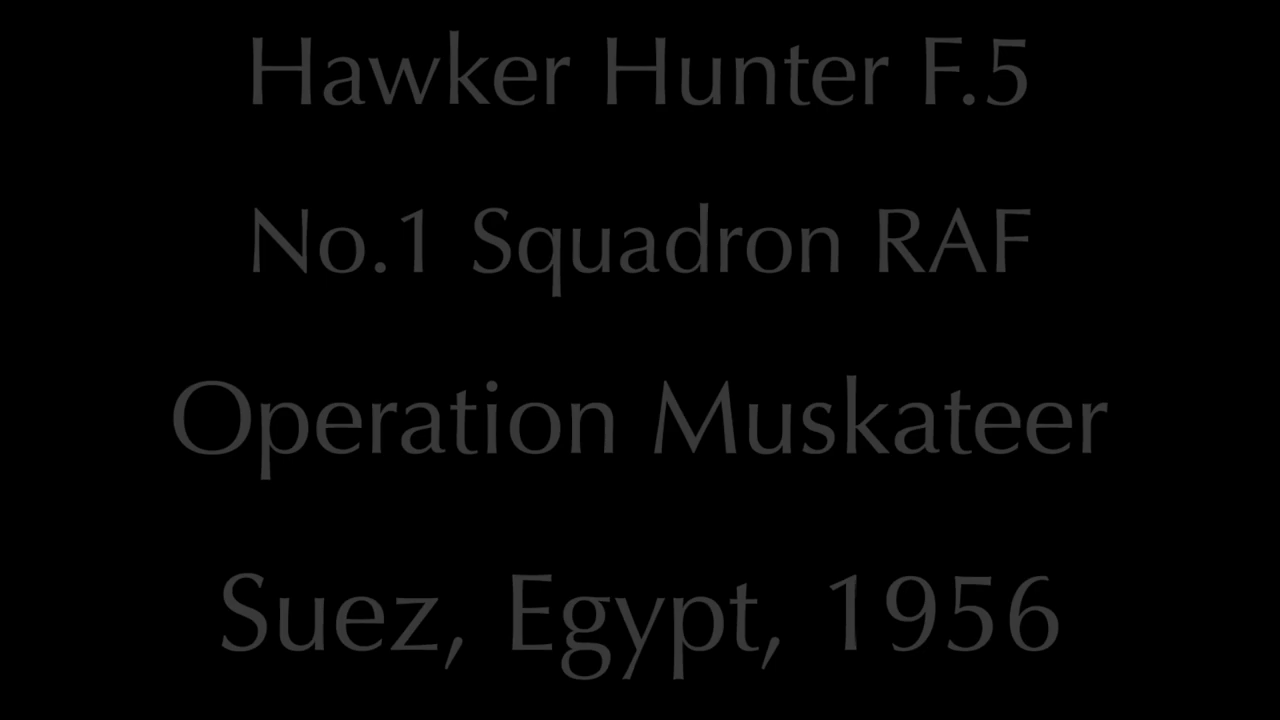 Hawker Hunter F.5
No.1 Squadron RAF
Operation Muskateer
Suez, Egypt, 1956